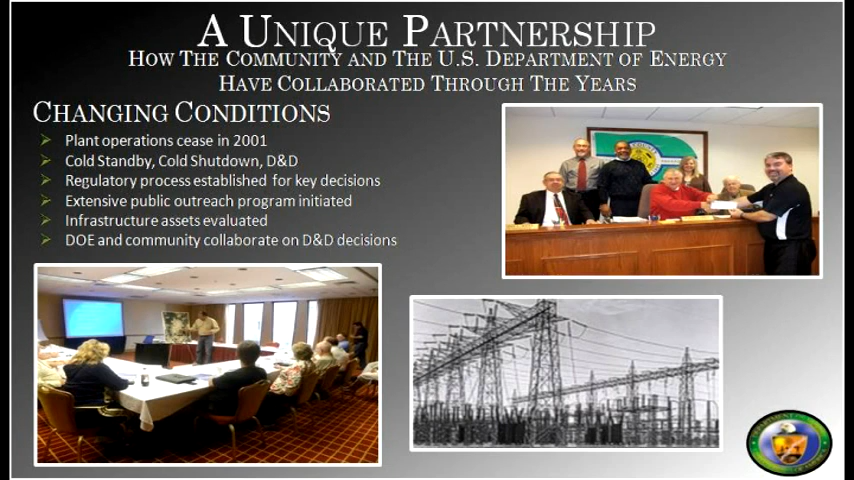 A UNIQUE PARTNERSHIP
HOW THE COMMUNITY AND THE U.S. DEPARTMENT OF ENERGY
HAVE COLLABORATED THROUGH THE YEARS
CHANGING CONDITIONS
Plant operations cease in 2001
Cold Standby, Cold Shutdown, D&D
Regulatory process established for key decisions
Extensive public outreach program initiated
Infrastructure assets evaluated
DOE and community collaborate on D&D decisions
COUNTY